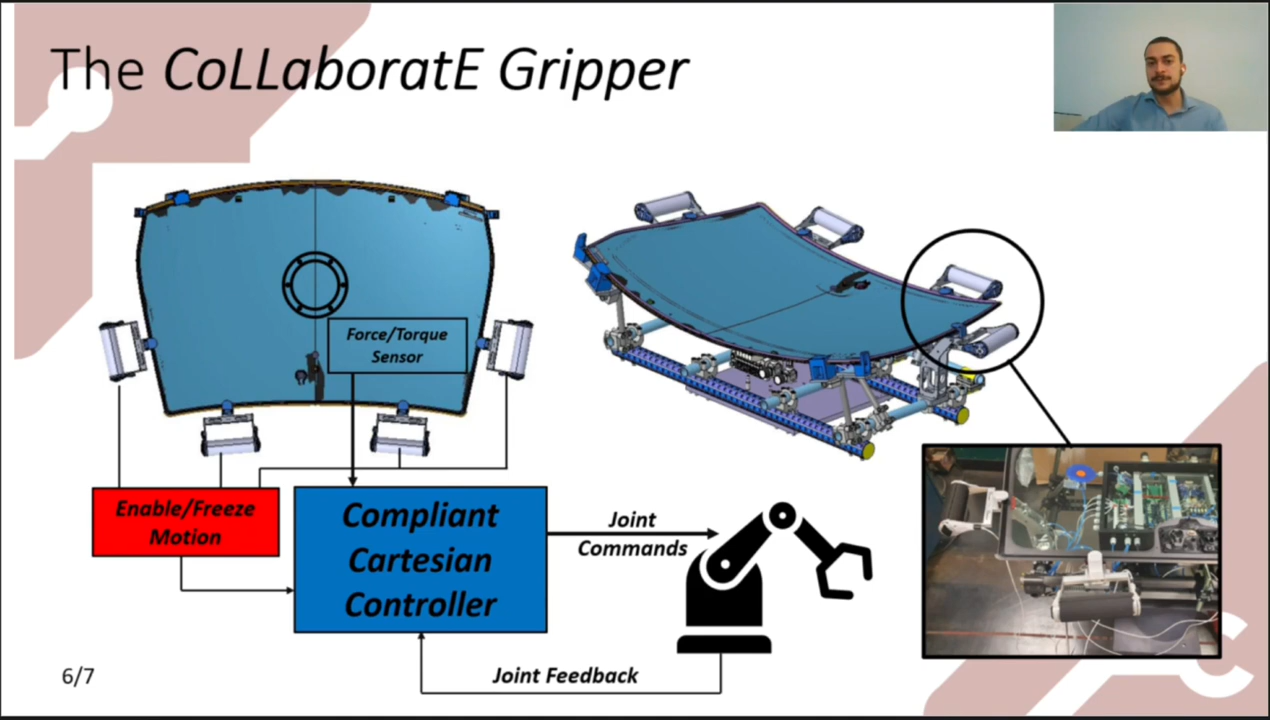 The CoLLaboratE Gripper
Force/Torque
Sensor
Enable/Freeze
Motion
Compliant
Cartesian
Controller
Joint
Commands
Joint Feedback
6/7